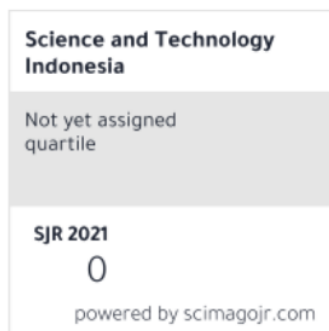 Science and Technology
Indonesia
Not yet assigned
quartile
SJR 2021
0
powered by scimagojr.com